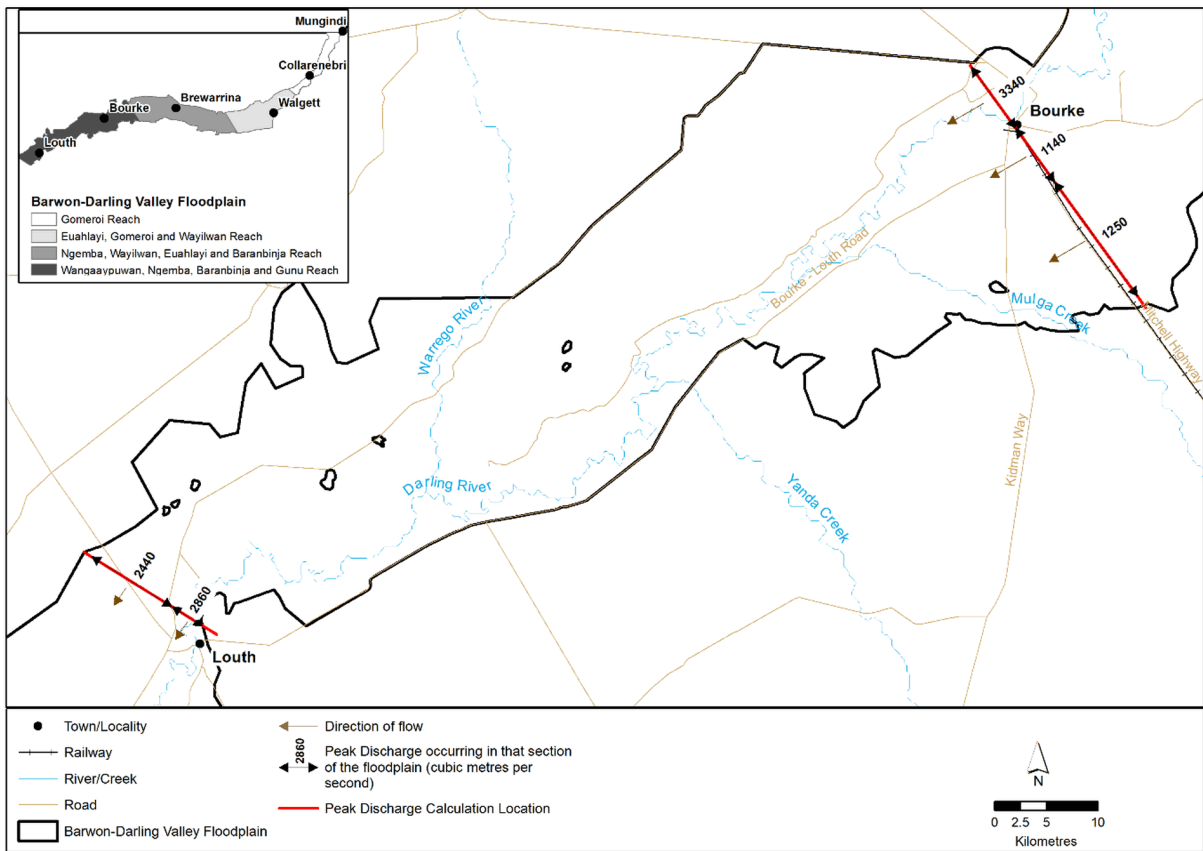 Mungindi
Collarenebri
Brewarrina
Bourke
Walgett
Louth
Barwon-Darling Valley Floodplain
Gomeroi Reach
Euahlayi, Gomeroi and Wayilwan Reach
Ngemba, Wayilwan, Euahlayi and Baranbinja Reach
Wangaaypuwan, Ngemba, Baranbinja and Gunu Reach
3340
Bourke
1140
1250
Bourke - Louth Road
Mulga Creek
Mitchell Highway
Warrego River
Kidman Way
Darling River
Yanda Creek
2440
2860
Louth
Town/Locality
Railway
River/Creek
Road
Barwon-Darling Valley Floodplain
Direction of flow
2860
Peak Discharge occurring in that section
of the floodplain (cubic metres per
second)
Peak Discharge Calculation Location
N
0 2.5 5 10
Kilometres